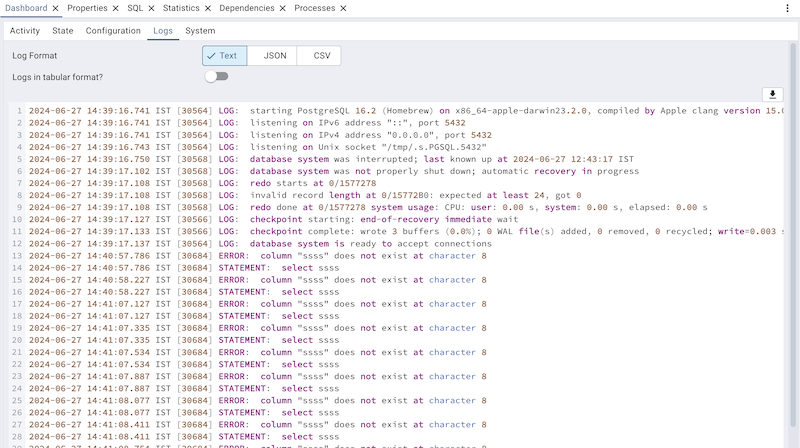 Dashboard Properties SQL Statistics Dependencies Processes
Activity State Configuration Logs System
Log Format Text JSON CSV
Logs in tabular format?
1 2024-06-27 14:39:16.741 IST [30564] LOG: starting PostgreSQL 16.2 (Homebrew) on x86_64-apple-darwin23.2.0, compiled by Apple clang version 15.0
2 2024-06-27 14:39:16.741 IST [30564] LOG: listening on IPv6 address "::", port 5432
3 2024-06-27 14:39:16.741 IST [30564] LOG: listening on IPv4 address "0.0.0.0", port 5432
4 2024-06-27 14:39:16.743 IST [30564] LOG: listening on Unix socket "/tmp/.s.PGSQL.5432"
5 2024-06-27 14:39:16.750 IST [30568] LOG: database system was interrupted; last known up at 2024-06-27 12:43:17 IST
6 2024-06-27 14:39:17.102 IST [30568] LOG: database system was not properly shut down; automatic recovery in progress
7 2024-06-27 14:39:17.108 IST [30568] LOG: redo starts at 0/1577278
8 2024-06-27 14:39:17.108 IST [30568] LOG: invalid record length at 0/15772B0: expected at least 24, got 0
9 2024-06-27 14:39:17.108 IST [30568] LOG: redo done at 0/1577278 system usage: CPU: user: 0.00 s, system: 0.00 s, elapsed: 0.00 s
10 2024-06-27 14:39:17.127 IST [30566] LOG: checkpoint starting: end-of-recovery immediate wait
11 2024-06-27 14:39:17.133 IST [30566] LOG: checkpoint complete: wrote 3 buffers (0.0%); 0 WAL file(s) added, 0 removed, 0 recycled; write=0.003 s
12 2024-06-27 14:39:17.137 IST [30564] LOG: database system is ready to accept connections
13 2024-06-27 14:40:57.786 IST [30684] ERROR: column "ssss" does not exist at character 8
14 2024-06-27 14:40:57.786 IST [30684] STATEMENT: select ssss
15 2024-06-27 14:40:58.227 IST [30684] ERROR: column "ssss" does not exist at character 8
16 2024-06-27 14:40:58.227 IST [30684] STATEMENT: select ssss
17 2024-06-27 14:41:07.127 IST [30684] ERROR: column "ssss" does not exist at character 8
18 2024-06-27 14:41:07.127 IST [30684] STATEMENT: select ssss
19 2024-06-27 14:41:07.335 IST [30684] ERROR: column "ssss" does not exist at character 8
20 2024-06-27 14:41:07.335 IST [30684] STATEMENT: select ssss
21 2024-06-27 14:41:07.534 IST [30684] ERROR: column "ssss" does not exist at character 8
22 2024-06-27 14:41:07.534 IST [30684] STATEMENT: select ssss
23 2024-06-27 14:41:07.887 IST [30684] ERROR: column "ssss" does not exist at character 8
24 2024-06-27 14:41:07.887 IST [30684] STATEMENT: select ssss
25 2024-06-27 14:41:08.077 IST [30684] ERROR: column "ssss" does not exist at character 8
26 2024-06-27 14:41:08.077 IST [30684] STATEMENT: select ssss
27 2024-06-27 14:41:08.411 IST [30684] ERROR: column "ssss" does not exist at character 8
28 2024-06-27 14:41:08.411 IST [30684] STATEMENT: select ssss